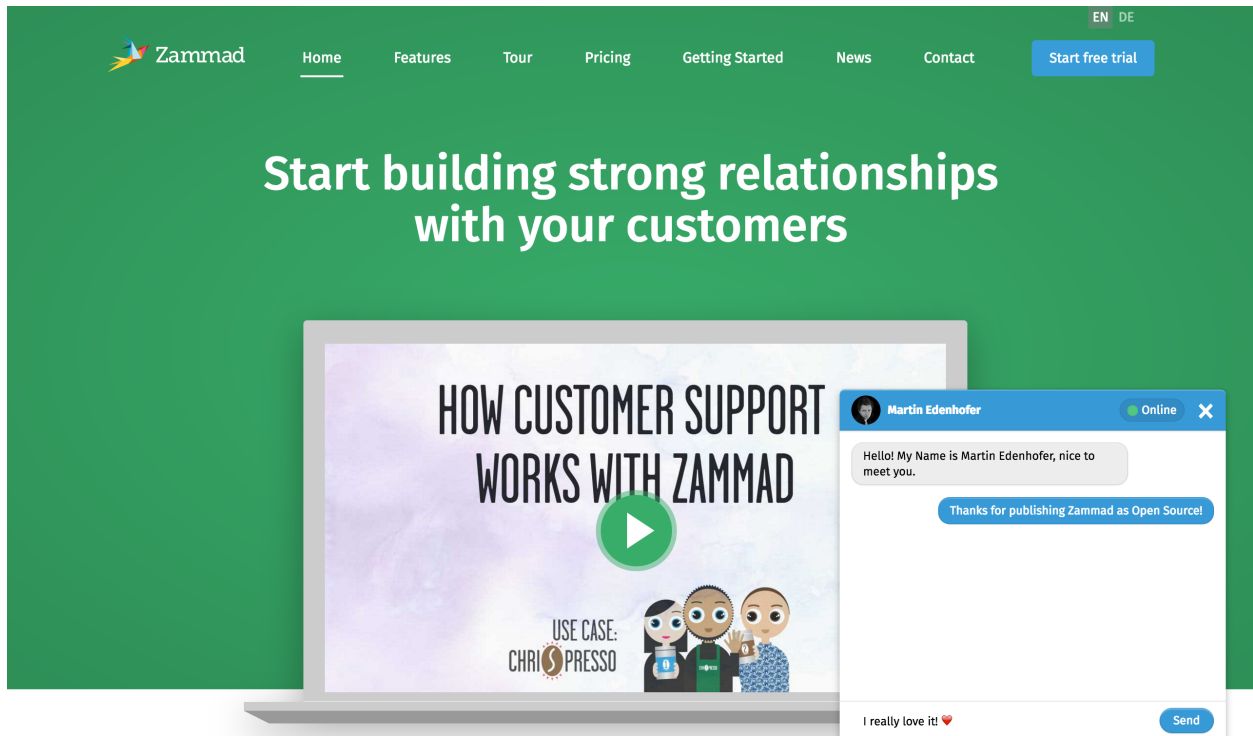 EN DE
Zammad
Home Features Tour Pricing Getting Started News Contact Start free trial
Start building strong relationships
with your customers
HOW CUSTOMER SUPPORT
WORKS WITH ZAMMAD
USE CASE:
CHRISPRESSO
Martin Edenhofer Online
Hello! My Name is Martin Edenhofer, nice to
meet you.
Thanks for publishing Zammad as Open Source!
I really love it! ❤️
Send